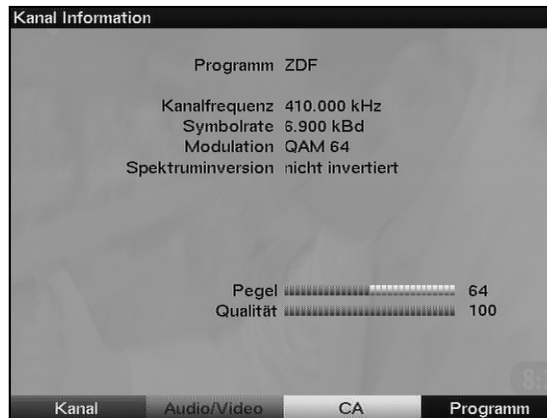 Kanal Information
Programm ZDF
Kanalfrequenz 410.000 kHz
Symbolrate 6.900 kBd
Modulation QAM 64
Spektruminversion nicht invertiert
Pegel 64
Qualität 100
Kanal Audio/Video CA Programm